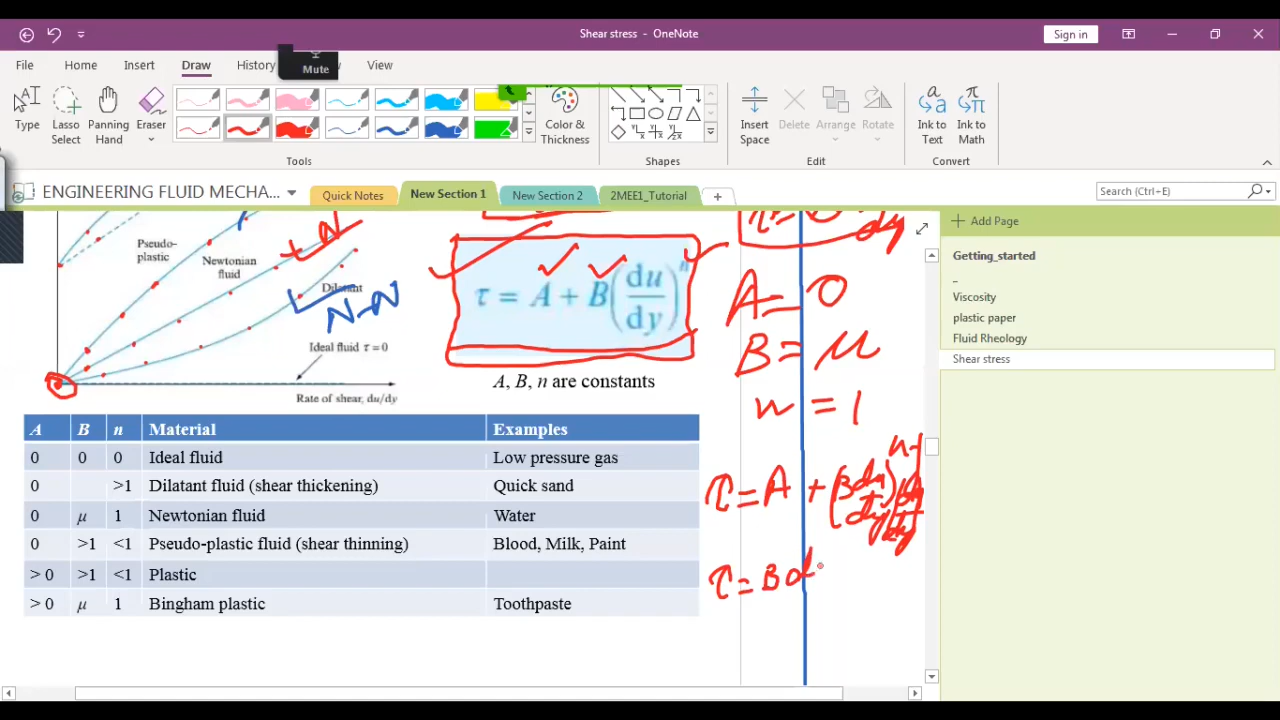 Shear stress - OneNote
Sign in
File Home Insert Draw History View
Mute
Type Lasso Select Panning Hand Eraser Color & Thickness Insert Space Delete Arrange Rotate Ink to Text Ink to Math
Tools Shapes Edit Convert
ENGINEERING FLUID MECHA... Quick Notes New Section 1 New Section 2 2MEE1_Tutorial Search (Ctrl+E)
Add Page
Getting_started
-
Viscosity
plastic paper
Fluid Rheology
Shear stress
Pseudo-
plastic
Newtonian
fluid
N
Dilatant
N-N
Ideal fluid τ = 0
Rate of shear, du/dy
τ = A + B(du/dy)ⁿ
A, B, n are constants
A B n Material Examples
0 0 0 Ideal fluid Low pressure gas
0 >1 Dilatant fluid (shear thickening) Quick sand
0 μ 1 Newtonian fluid Water
0 >1 <1 Pseudo-plastic fluid (shear thinning) Blood, Milk, Paint
> 0 >1 <1 Plastic
> 0 μ 1 Bingham plastic Toothpaste
dy
A = 0
B = μ
n = 1
τ = A + (B du/dy)
τ = B d